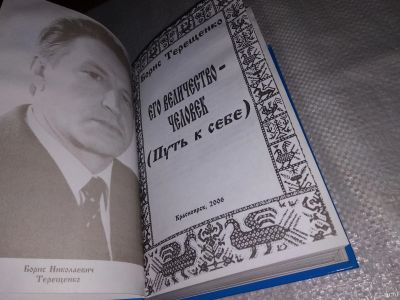 Борис Николаевич
Терещенко
Борис Терещенко
ЕГО ВЕЛИЧЕСТВО –
ЧЕЛОВЕК
(Путь к себе)
Красноярск, 2006